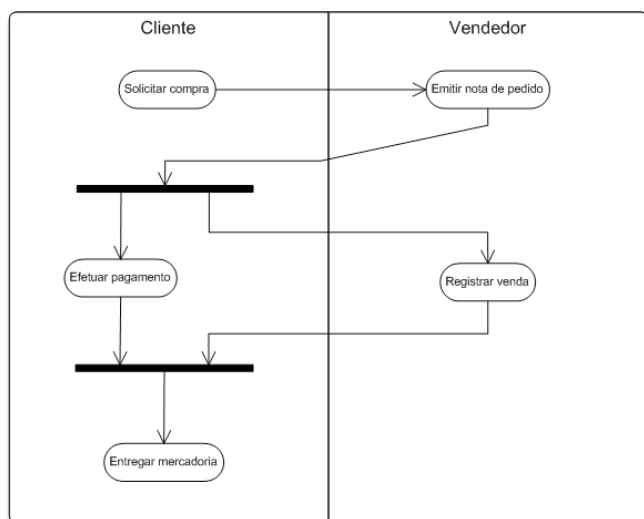 Cliente
Vendedor
Solicitar compra
Emitir nota de pedido
Efetuar pagamento
Registrar venda
Entregar mercadoria